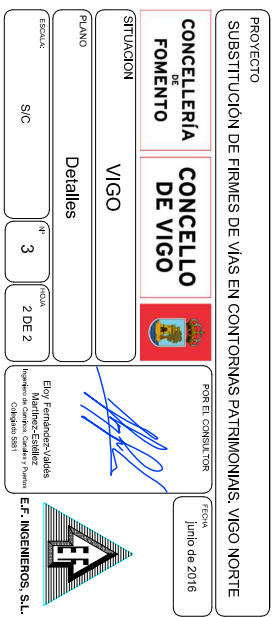 PROYECTO
SUBSTITUCIÓN DE FIRMES DE VÍAS EN CONTORNAS PATRIMONIAIS. VIGO NORTE
CONCELLERÍA
DE
FOMENTO
CONCELLO
DE VIGO
POR EL CONSULTOR
Eloy Fernández-Valdés
Martínez-Estéllez
Ingeniero de Caminos, Canales y Puertos
Colegiado 5881
FECHA
junio de 2016
SITUACION
VIGO
PLANO
Detalles
ESCALA:
S/C
Nº
3
HOJA
2 DE 2
EF
E.F. INGENIEROS, S.L.